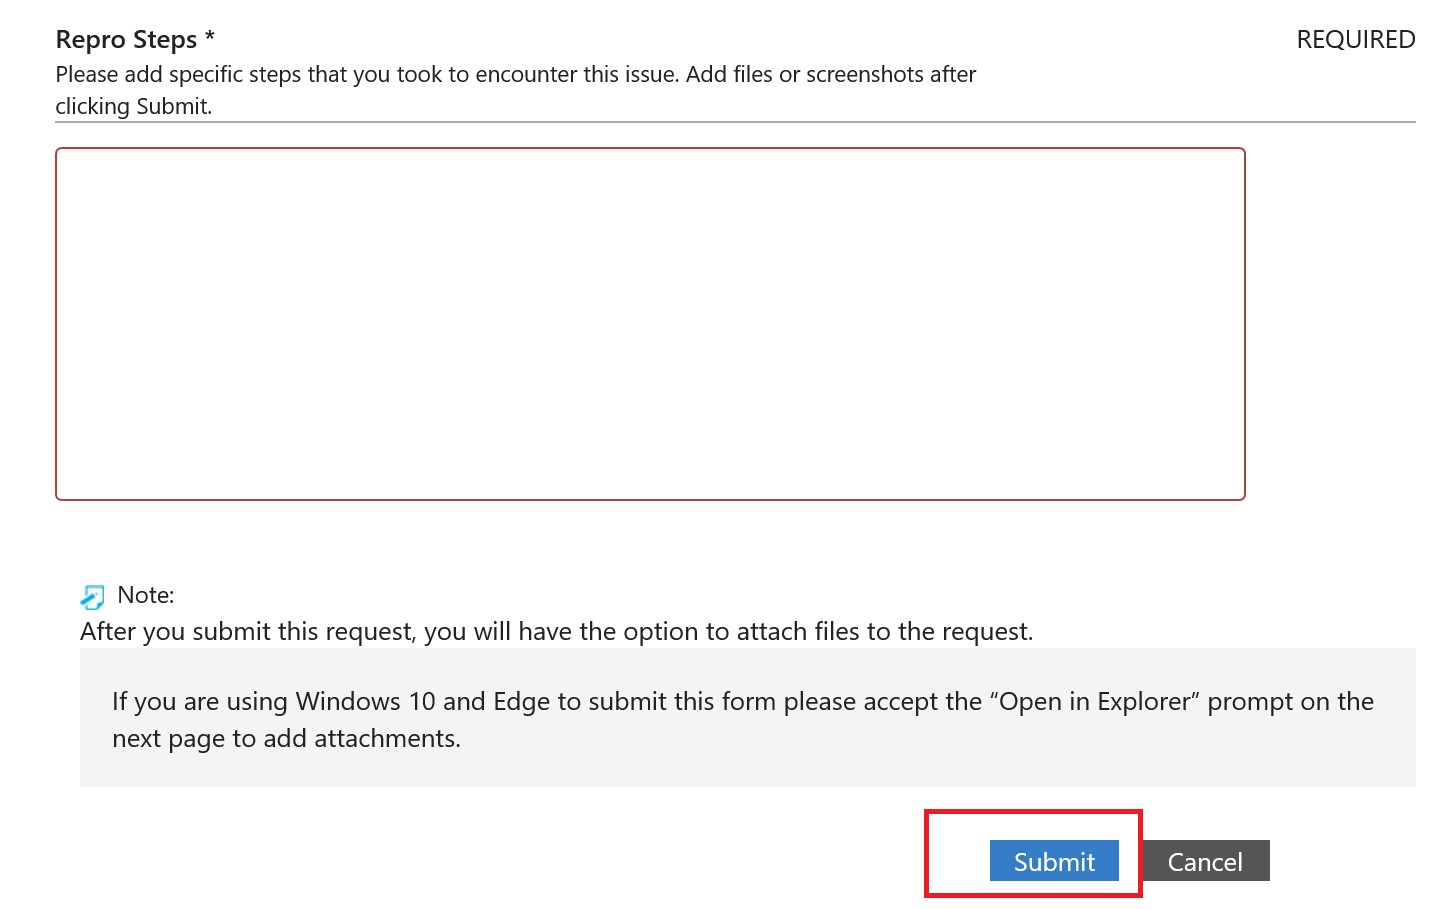 Repro Steps *
REQUIRED
Please add specific steps that you took to encounter this issue. Add files or screenshots after
clicking Submit.
Note:
After you submit this request, you will have the option to attach files to the request.
If you are using Windows 10 and Edge to submit this form please accept the “Open in Explorer” prompt on the
next page to add attachments.
Submit
Cancel